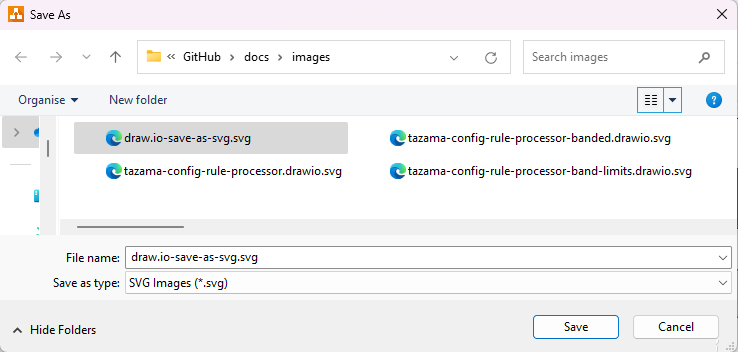 Save As
« GitHub › docs › images
Search images
Organise
New folder
draw.io-save-as-svg.svg
tazama-config-rule-processor-banded.drawio.svg
tazama-config-rule-processor.drawio.svg
tazama-config-rule-processor-band-limits.drawio.svg
File name: draw.io-save-as-svg.svg
Save as type: SVG Images (*.svg)
Hide Folders
Save
Cancel